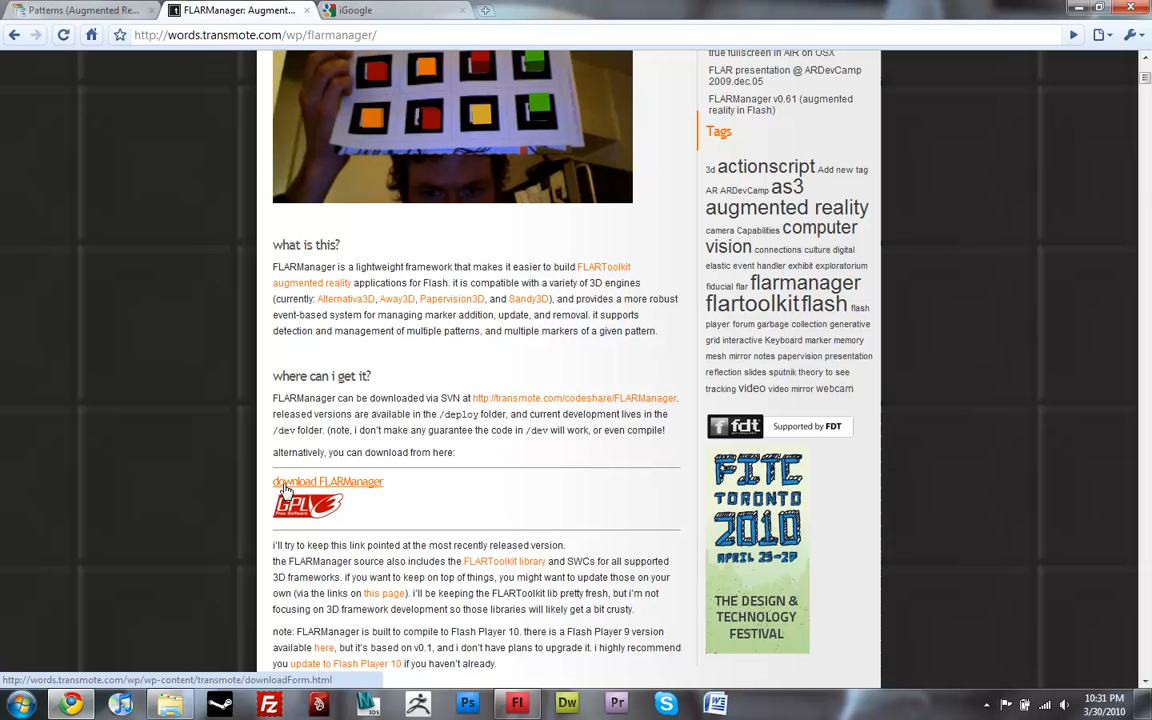 Patterns (Augmented Re...
FLARManager: Augment...
iGoogle
http://words.transmote.com/wp/flarmanager/
true fullscreen in AIR on OSX
FLAR presentation @ ARDevCamp
2009.dec.05
FLARManager v0.61 (augmented
reality in Flash)
Tags
3d actionscript Add new tag
AR ARDevCamp as3
augmented reality
camera Capabilities computer
vision connections culture digital
elastic event handler exhibit exploratorium
fiducial flar flarmanager
flartoolkit flash flash
player forum garbage collection generative
grid interactive Keyboard marker memory
mesh mirror notes papervision presentation
reflection slides sputnik theory to see
tracking video video mirror webcam
fdt Supported by FDT
FITC
TORONTO
2010
APRIL 25-27
THE DESIGN &
TECHNOLOGY
FESTIVAL
what is this?
FLARManager is a lightweight framework that makes it easier to build FLARToolkit
augmented reality applications for Flash. it is compatible with a variety of 3D engines
(currently: Alternativa3D, Away3D, Papervision3D, and Sandy3D), and provides a more robust
event-based system for managing marker addition, update, and removal. it supports
detection and management of multiple patterns, and multiple markers of a given pattern.
where can i get it?
FLARManager can be downloaded via SVN at http://transmote.com/codeshare/FLARManager.
released versions are available in the /deploy folder, and current development lives in the
/dev folder. (note, i don't make any guarantee the code in /dev will work, or even compile!
alternatively, you can download from here:
download FLARManager
GPLv3
Free Software
i'll try to keep this link pointed at the most recently released version.
the FLARManager source also includes the FLARToolkit library and SWCs for all supported
3D frameworks. if you want to keep on top of things, you might want to update those on your
own (via the links on this page). i'll be keeping the FLARToolkit lib pretty fresh, but i'm not
focusing on 3D framework development so those libraries will likely get a bit crusty.
note: FLARManager is built to compile to Flash Player 10. there is a Flash Player 9 version
available here, but it's based on v0.1, and i don't have plans to upgrade it. i highly recommend
you update to Flash Player 10 if you haven't already.
http://words.transmote.com/wp/wp-content/transmote/downloadForm.html
Fz
3DS
Ps
Fl
Dw
Pr
10:31 PM
3/30/2010